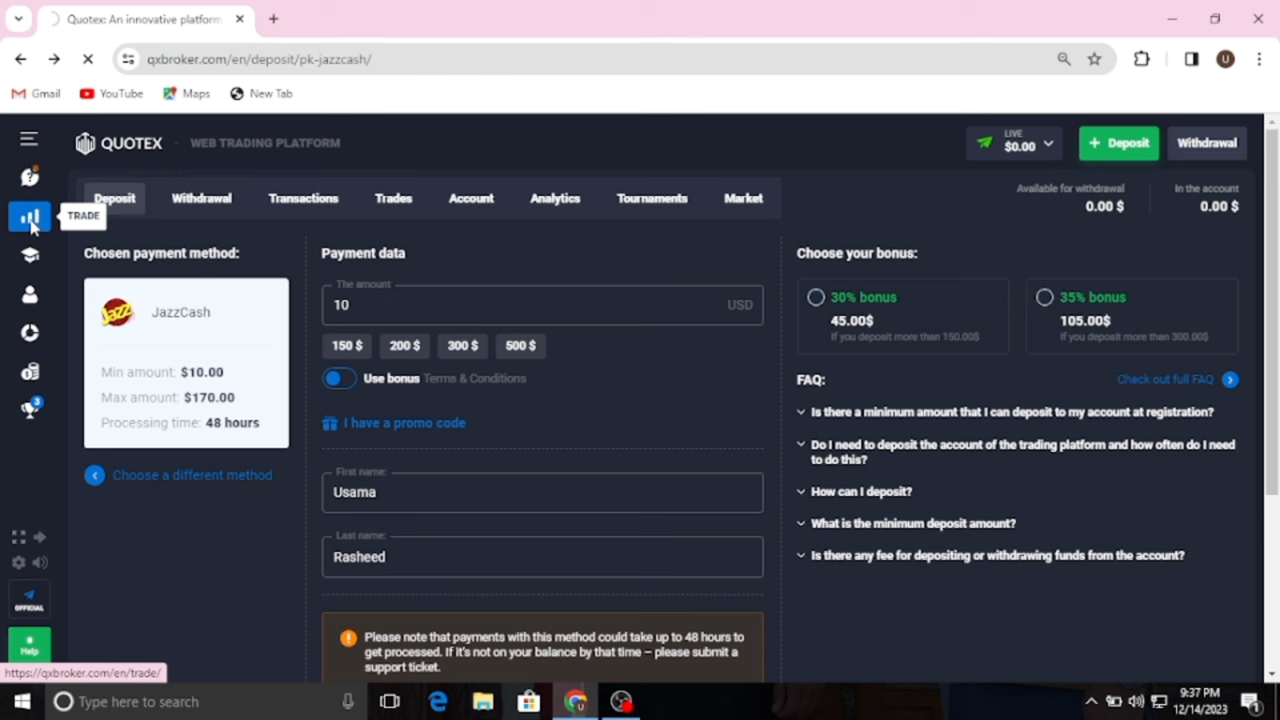 Quotex: An innovative platform
qxbroker.com/en/deposit/pk-jazzcash/
Gmail
YouTube
Maps
New Tab
QUOTEX
WEB TRADING PLATFORM
LIVE
$0.00
+ Deposit
Withdrawal
Deposit
Withdrawal
Transactions
Trades
Account
Analytics
Tournaments
Market
Available for withdrawal
0.00 $
In the account
0.00 $
TRADE
3
OFFICIAL
Help
Chosen payment method:
Jazz
JazzCash
Min amount: $10.00
Max amount: $170.00
Processing time: 48 hours
Choose a different method
Payment data
The amount
10
USD
150 $
200 $
300 $
500 $
Use bonus Terms & Conditions
I have a promo code
First name:
Usama
Last name:
Rasheed
Please note that payments with this method could take up to 48 hours to
get processed. If it's not on your balance by that time – please submit a
support ticket.
Choose your bonus:
30% bonus
45.00$
If you deposit more than 150.00$
35% bonus
105.00$
If you deposit more than 300.00$
FAQ:
Check out full FAQ
Is there a minimum amount that I can deposit to my account at registration?
Do I need to deposit the account of the trading platform and how often do I need
to do this?
How can I deposit?
What is the minimum deposit amount?
Is there any fee for depositing or withdrawing funds from the account?
https://qxbroker.com/en/trade/
Type here to search
9:37 PM
12/14/2023
1
U